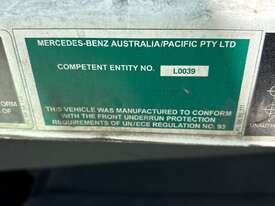 MERCEDES-BENZ AUSTRALIA/PACIFIC PTY LTD
COMPETENT ENTITY NO. L0039
THIS VEHICLE WAS MANUFACTURED TO CONFORM
WITH THE FRONT UNDERRUN PROTECTION
REQUIREMENTS OF UN/ECE REGULATION NO: 93